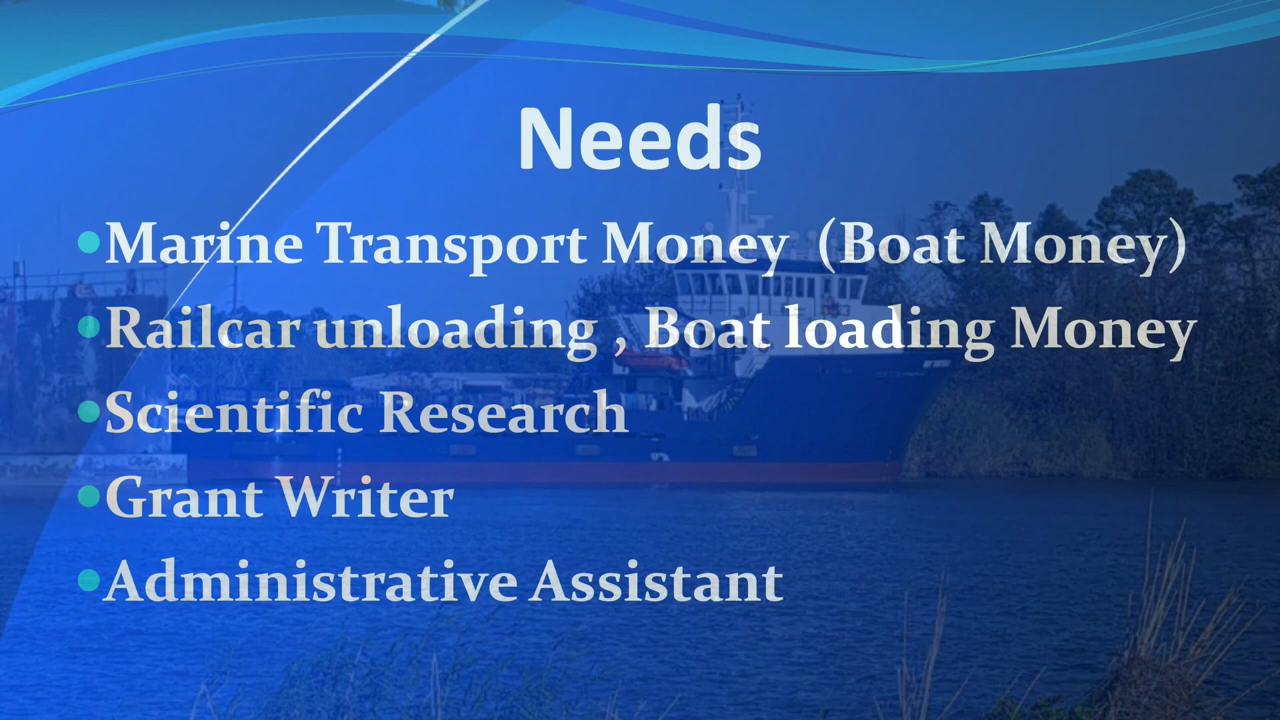 Needs
•Marine Transport Money (Boat Money)
•Railcar unloading , Boat loading Money
•Scientific Research
•Grant Writer
•Administrative Assistant